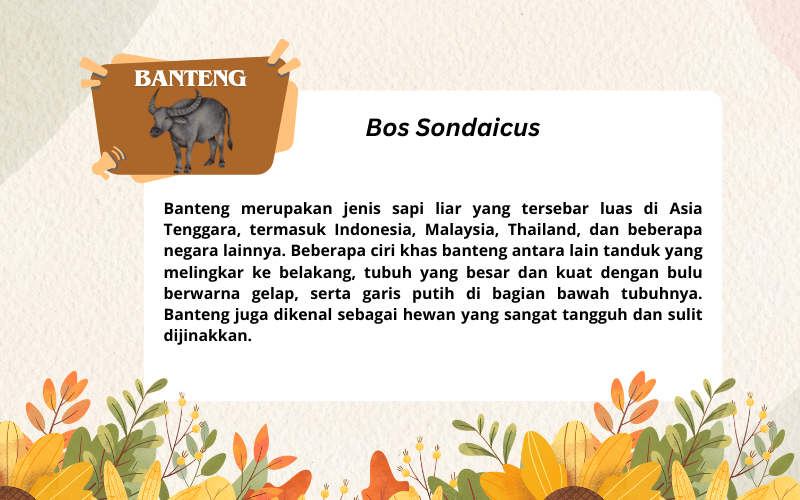 BANTENG
Bos Sondaicus
Banteng merupakan jenis sapi liar yang tersebar luas di Asia
Tenggara, termasuk Indonesia, Malaysia, Thailand, dan beberapa
negara lainnya. Beberapa ciri khas banteng antara lain tanduk yang
melingkar ke belakang, tubuh yang besar dan kuat dengan bulu
berwarna gelap, serta garis putih di bagian bawah tubuhnya.
Banteng juga dikenal sebagai hewan yang sangat tangguh dan sulit
dijinakkan.